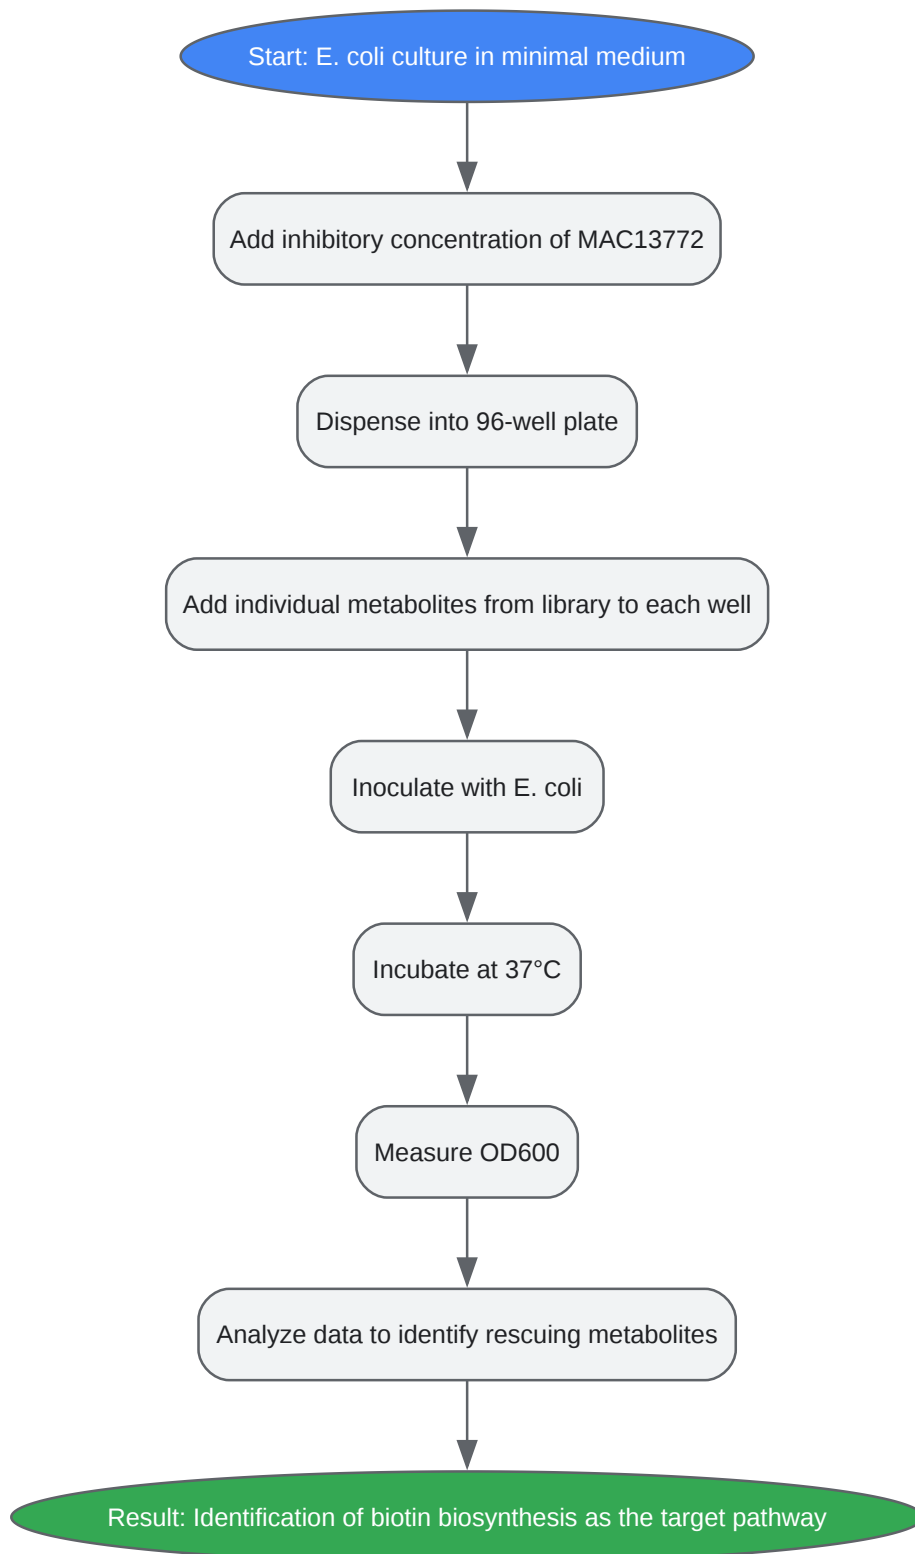 Start: E. coli culture in minimal medium
Add inhibitory concentration of MAC13772
Dispense into 96-well plate
Add individual metabolites from library to each well
Inoculate with E. coli
Incubate at 37°C
Measure OD600
Analyze data to identify rescuing metabolites
Result: Identification of biotin biosynthesis as the target pathway